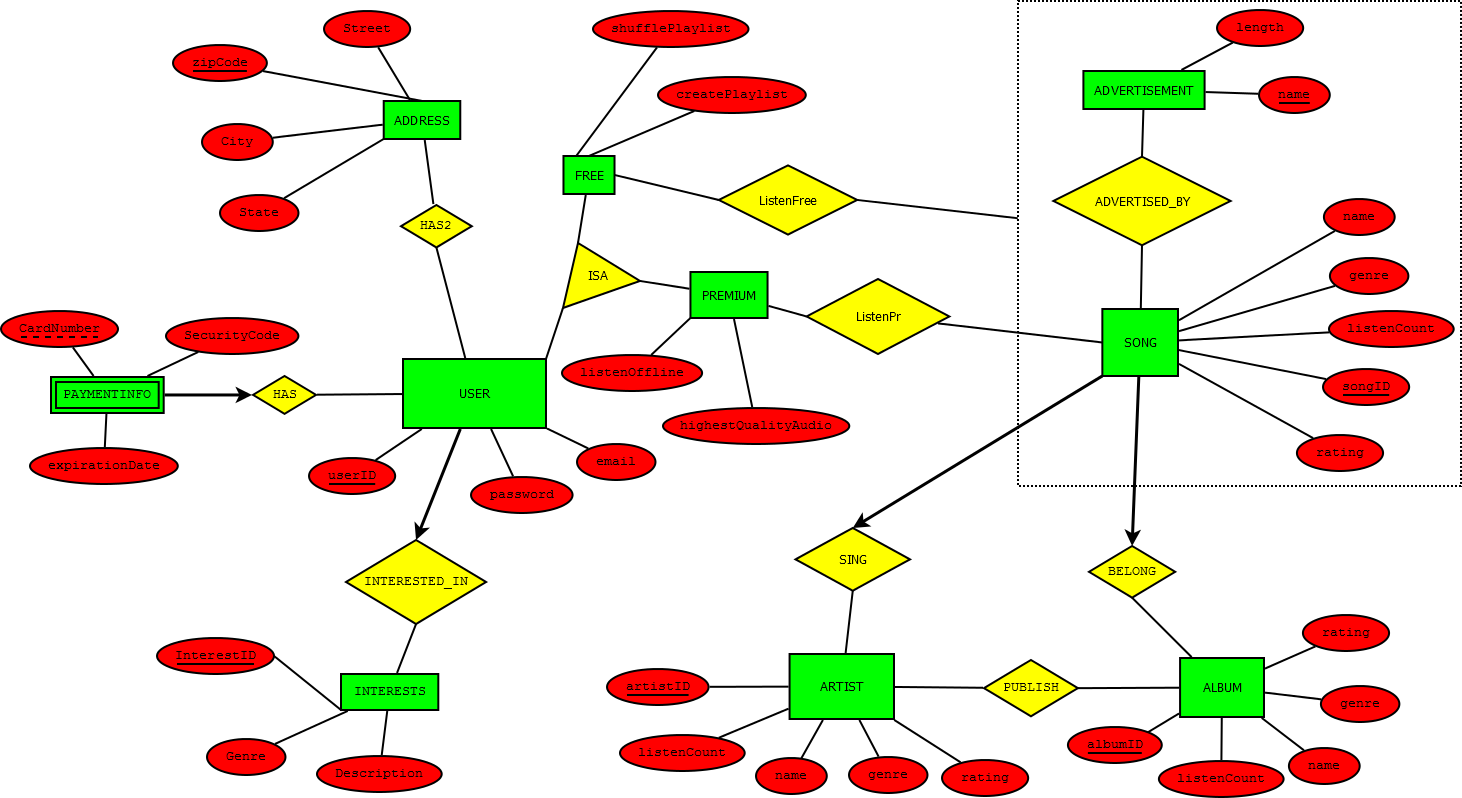 Street
shufflePlaylist
length
zipCode
createPlaylist
ADVERTISEMENT
name
ADDRESS
City
FREE
ListenFree
ADVERTISED_BY
State
HAS2
name
ISA
genre
PREMIUM
ListenPr
CardNumber
SecurityCode
listenCount
SONG
listenOffline
songID
PAYMENTINFO
HAS
USER
highestQualityAudio
rating
expirationDate
userID
email
password
SING
BELONG
INTERESTED_IN
rating
InterestID
artistID
ARTIST
PUBLISH
ALBUM
INTERESTS
genre
albumID
listenCount
Genre
Description
name
genre
rating
listenCount
name